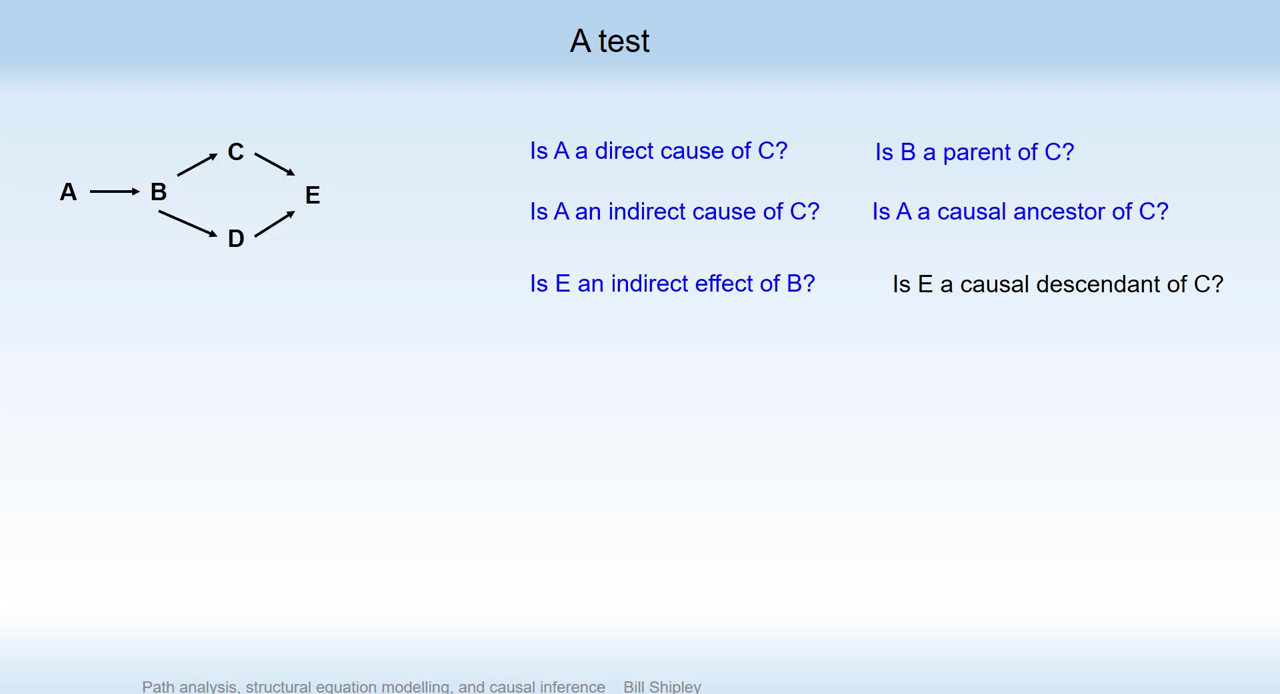 A test
C
A
B
E
D
Is A a direct cause of C?
Is B a parent of C?
Is A an indirect cause of C?
Is A a causal ancestor of C?
Is E an indirect effect of B?
Is E a causal descendant of C?
Path analysis, structural equation modelling, and causal inference Bill Shipley